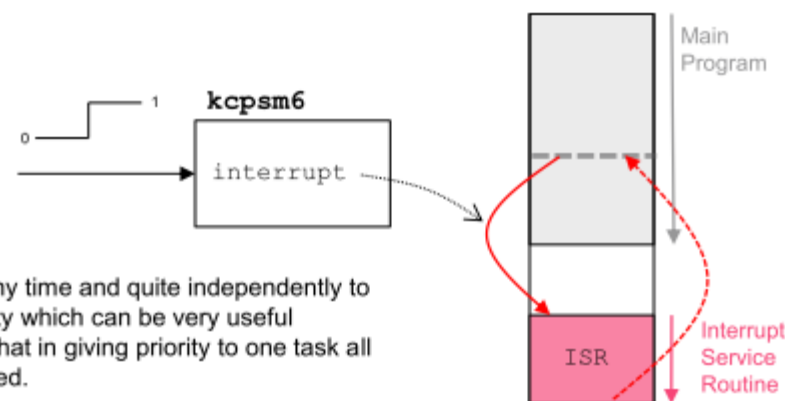 Main
Program
kcpsm6
1
0
interrupt
ny time and quite independently to
ty which can be very useful
hat in giving priority to one task all
ed.
Interrupt
ISR
Service
Routine